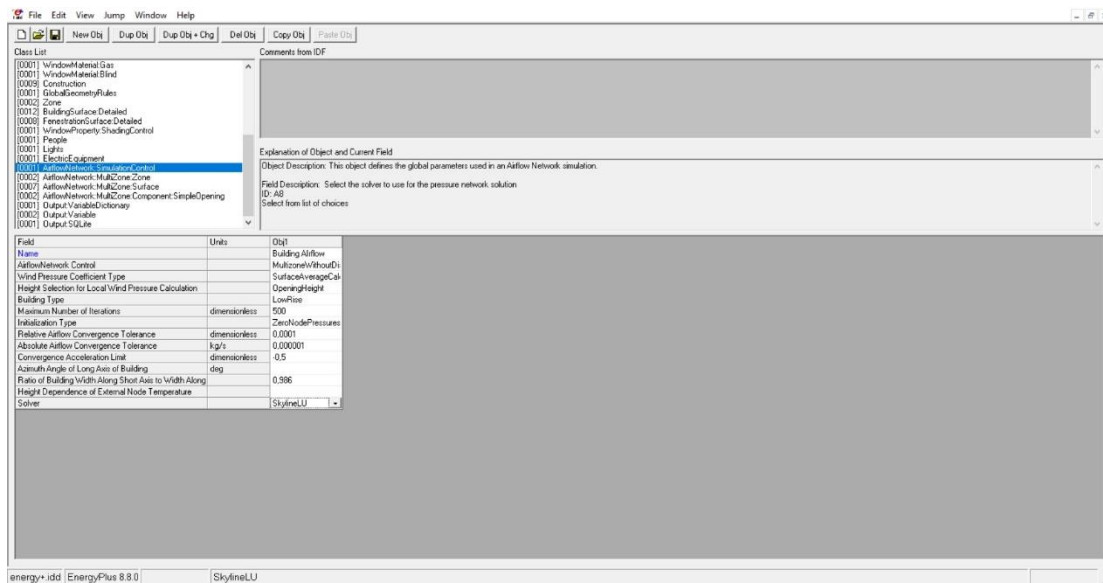 File Edit View Jump Window Help
New Obj Dup Obj Dup Obj + Chg Del Obj Copy Obj Paste Obj
Class List
Comments from IDF
[0001] WindowMaterial:Gas
[0001] WindowMaterial:Blind
[0009] Construction
[0001] GlobalGeometryRules
[0002] Zone
[0012] BuildingSurface:Detailed
[0008] FenestrationSurface:Detailed
[0001] WindowProperty:ShadingControl
[0001] People
[0001] Lights
[0001] ElectricEquipment
[0001] AirflowNetwork:SimulationControl
[0002] AirflowNetwork:MultiZone:Zone
[0007] AirflowNetwork:MultiZone:Surface
[0002] AirflowNetwork:MultiZone:Component:SimpleOpening
[0001] Output:VariableDictionary
[0002] Output:Variable
[0001] Output:SQLite
Explanation of Object and Current Field
Object Description: This object defines the global parameters used in an Airflow Network simulation.
Field Description: Select the solver to use for the pressure network solution
ID: A8
Select from list of choices
Field Units Obj1
Name Building AIrflow
AirflowNetwork Control MultizoneWithoutDi
Wind Pressure Coefficient Type SurfaceAverageCal
Height Selection for Local Wind Pressure Calculation OpeningHeight
Building Type LowRise
Maximum Number of Iterations dimensionless 500
Initialization Type ZeroNodePressures
Relative Airflow Convergence Tolerance dimensionless 0,0001
Absolute Airflow Convergence Tolerance kg/s 0,000001
Convergence Acceleration Limit dimensionless -0,5
Azimuth Angle of Long Axis of Building deg
Ratio of Building Width Along Short Axis to Width Along 0,986
Height Dependence of External Node Temperature
Solver SkylineLU
energy+.idd EnergyPlus 8.8.0 SkylineLU